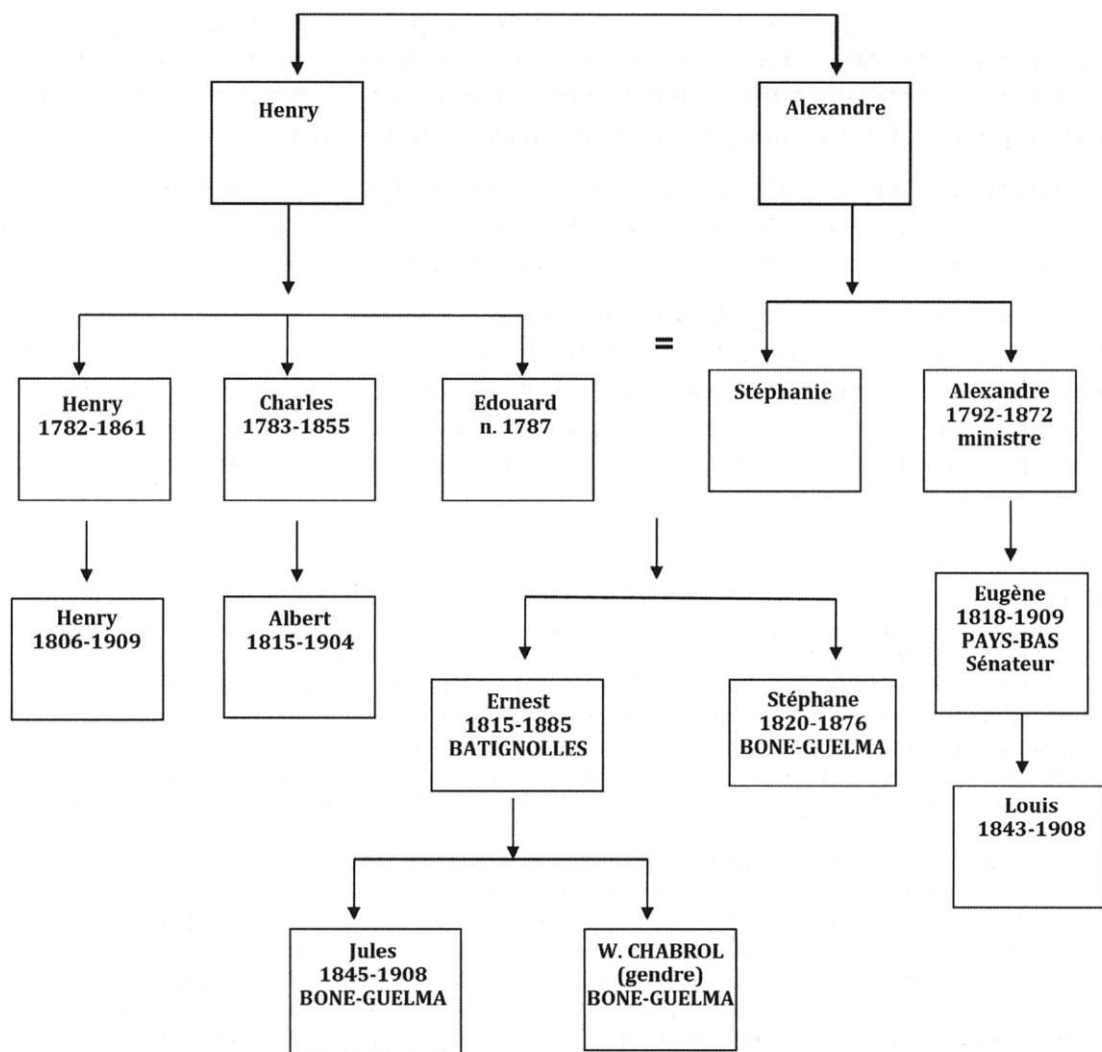 Henry
Alexandre
=
Henry
1782-1861
Charles
1783-1855
Edouard
n. 1787
Stéphanie
Alexandre
1792-1872
ministre
Henry
1806-1909
Albert
1815-1904
Eugène
1818-1909
PAYS-BAS
Sénateur
Ernest
1815-1885
BATIGNOLLES
Stéphane
1820-1876
BONE-GUELMA
Louis
1843-1908
Jules
1845-1908
BONE-GUELMA
W. CHABROL
(gendre)
BONE-GUELMA